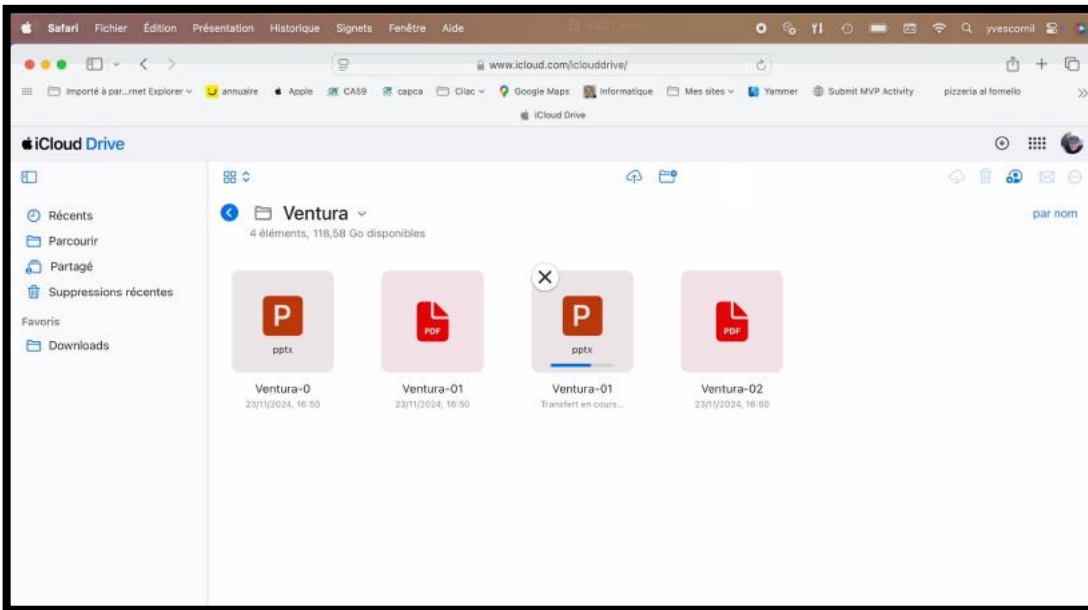 Safari Fichier Édition Présentation Historique Signets Fenêtre Aide yvescornil
www.icloud.com/iclouddrive/
Importé à par...rnet Explorer annuaire Apple CA59 capca Cilac Google Maps Informatique Mes sites Yammer Submit MVP Activity pizzeria al fornello
iCloud Drive
iCloud Drive
Récents
Parcourir
Partagé
Suppressions récentes
Favoris
Downloads
Ventura
par nom
4 éléments, 118,58 Go disponibles
P P
PDF PDF
pptx pptx
Ventura-0 Ventura-01 Ventura-01 Ventura-02
23/11/2024, 16:50 23/11/2024, 16:50 Transfert en cours... 23/11/2024, 16:50